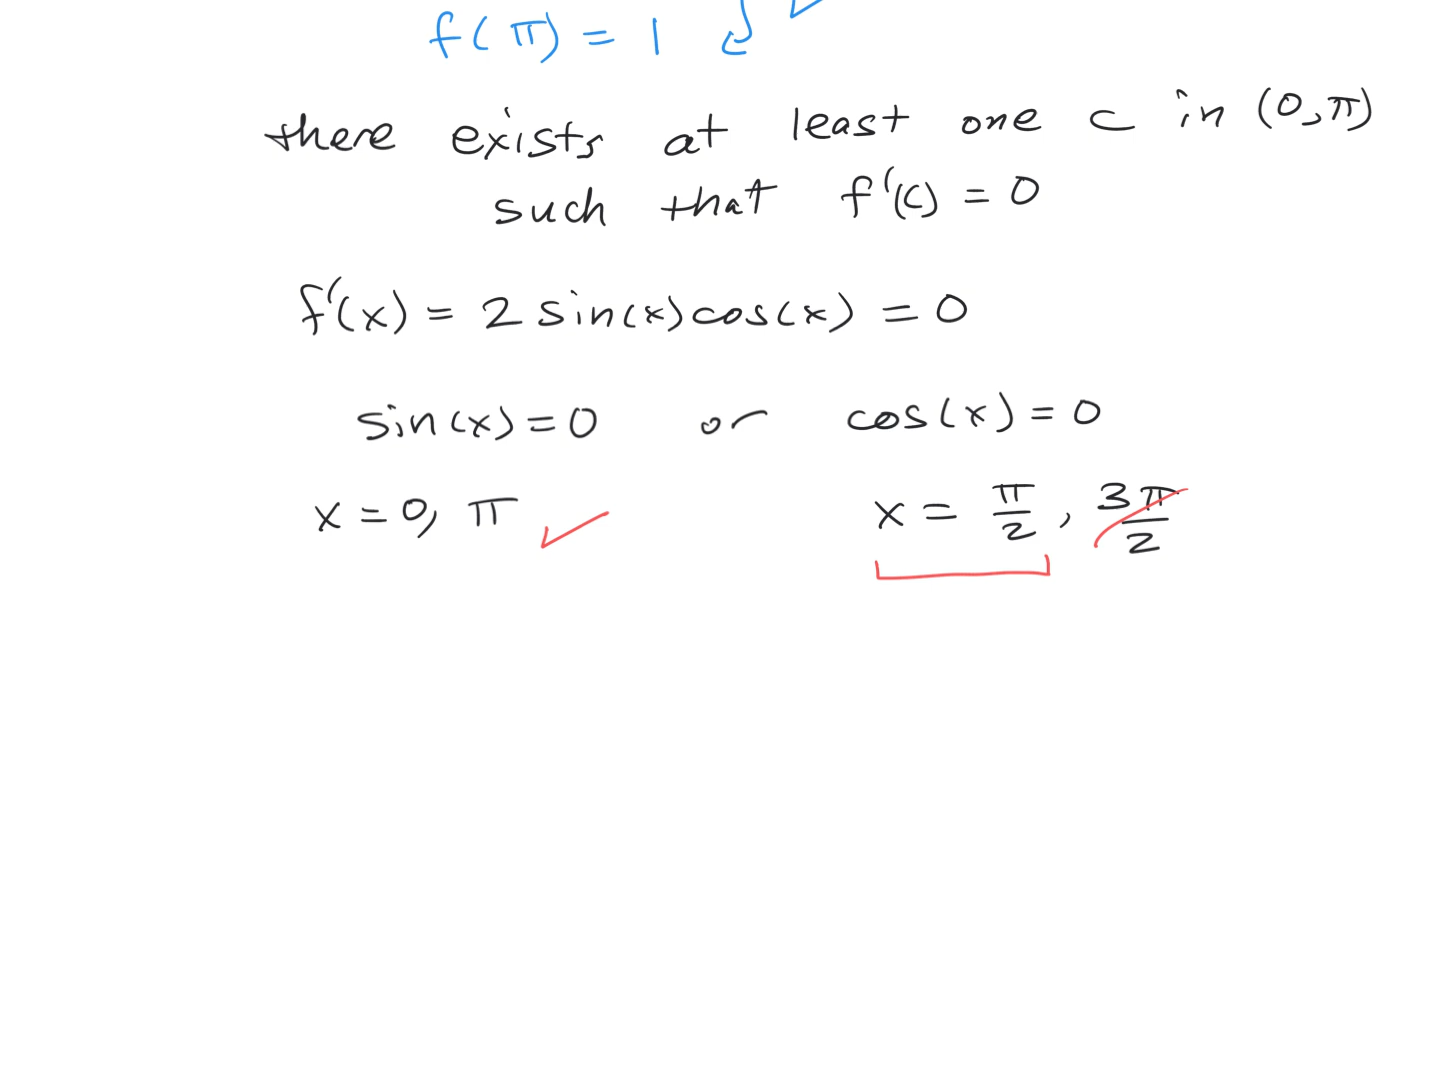 f(π) = 1
there exists at least one c in (0,π)
such that f'(c) = 0
f'(x) = 2 sin(x)cos(x) = 0
sin(x) = 0 or cos(x) = 0
x = 0, π x = π/2, 3π/2